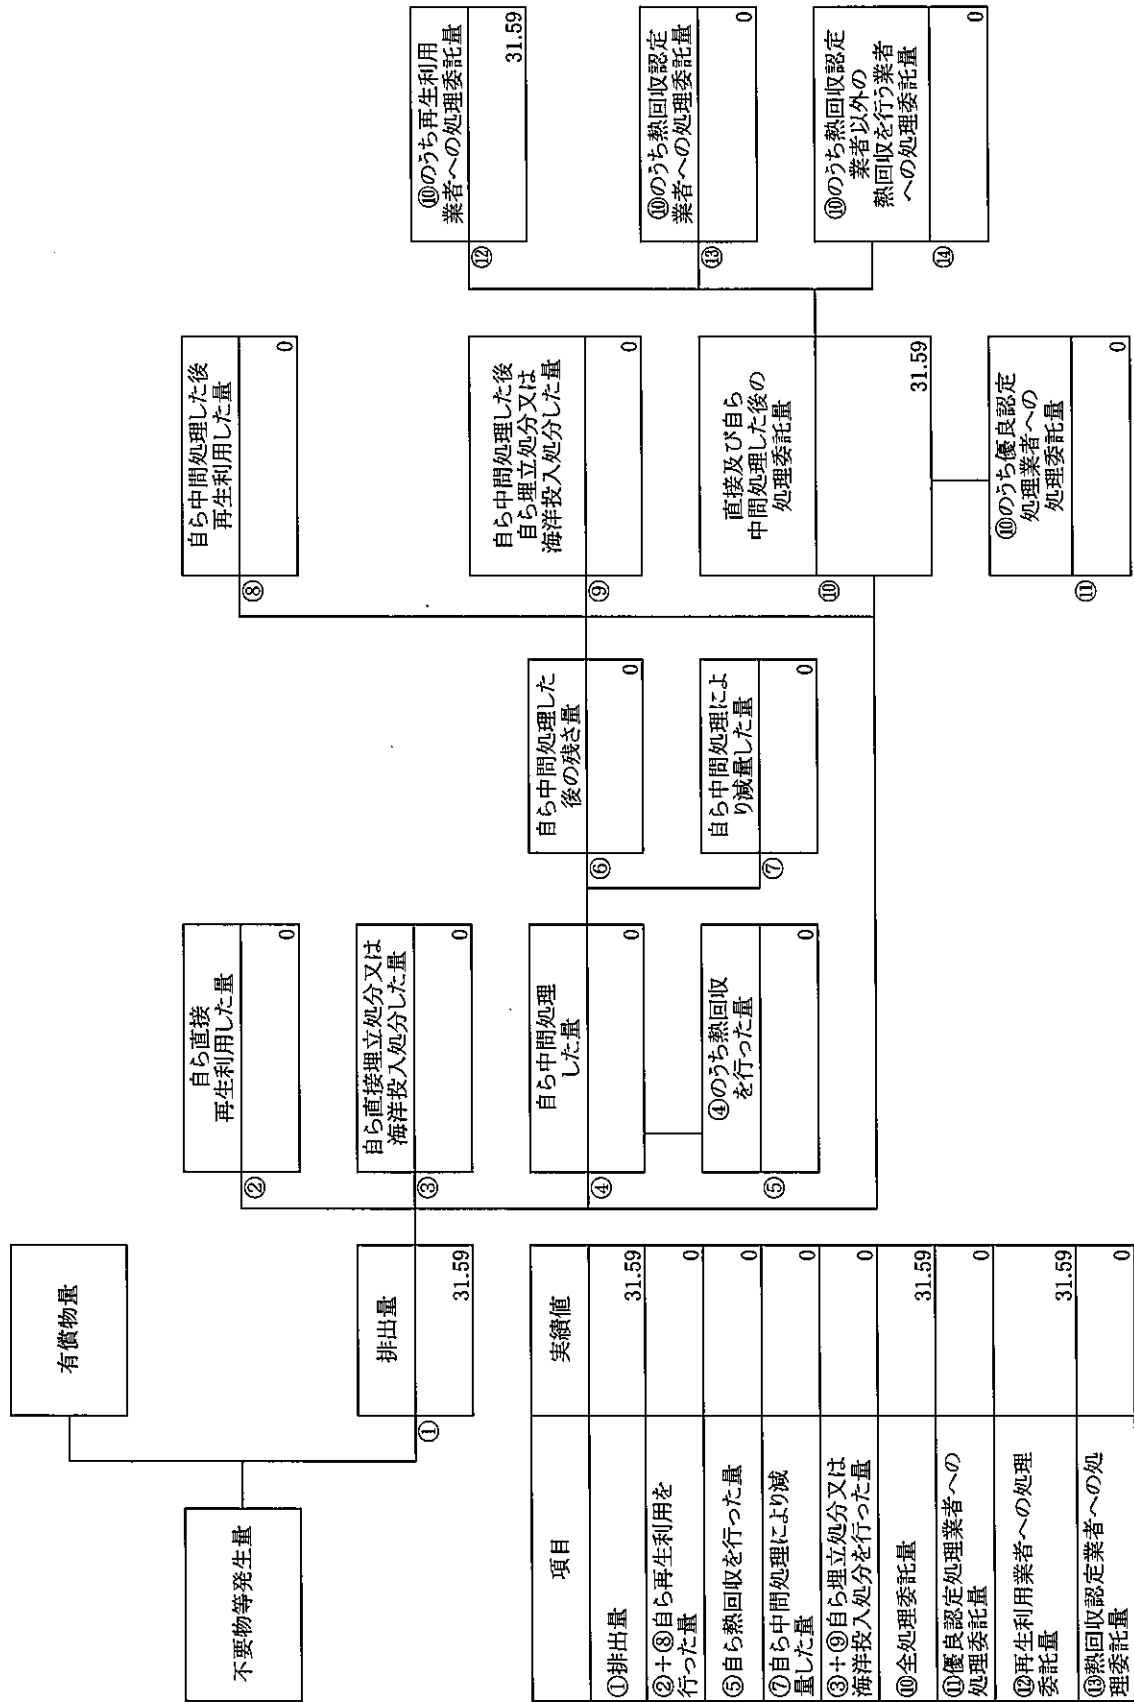 不要物等発生量
有償物量
①
排出量
31.59
②
自ら直接
再生利用した量
0
③
自ら直接埋立処分又は
海洋投入処分した量
0
④
自ら中間処理
した量
0
⑤
④のうち熱回収
を行った量
0
⑥
自ら中間処理した
後の残さ量
0
⑦
自ら中間処理によ
り減量した量
0
⑧
自ら中間処理した後
再生利用した量
0
⑨
自ら中間処理した後
自ら埋立処分又は
海洋投入処分した量
0
⑩
直接及び自ら
中間処理した後の
処理委託量
31.59
⑪
⑩のうち優良認定
処理業者への
処理委託量
0
⑫
⑩のうち再生利用
業者への処理委託量
31.59
⑬
⑩のうち熱回収認定
業者への処理委託量
0
⑭
⑩のうち熱回収認定
業者以外の
熱回収を行う業者
への処理委託量
0
項目 実績値
①排出量 31.59
②+⑧自ら再生利用を
行った量 0
⑤自ら熱回収を行った量 0
⑦自ら中間処理により減
量した量 0
③+⑨自ら埋立処分又は
海洋投入処分を行った量 0
⑩全処理委託量 31.59
⑪優良認定処理業者への
処理委託量 0
⑫再生利用業者への処理
委託量 31.59
⑬熱回収認定業者への処
理委託量 0